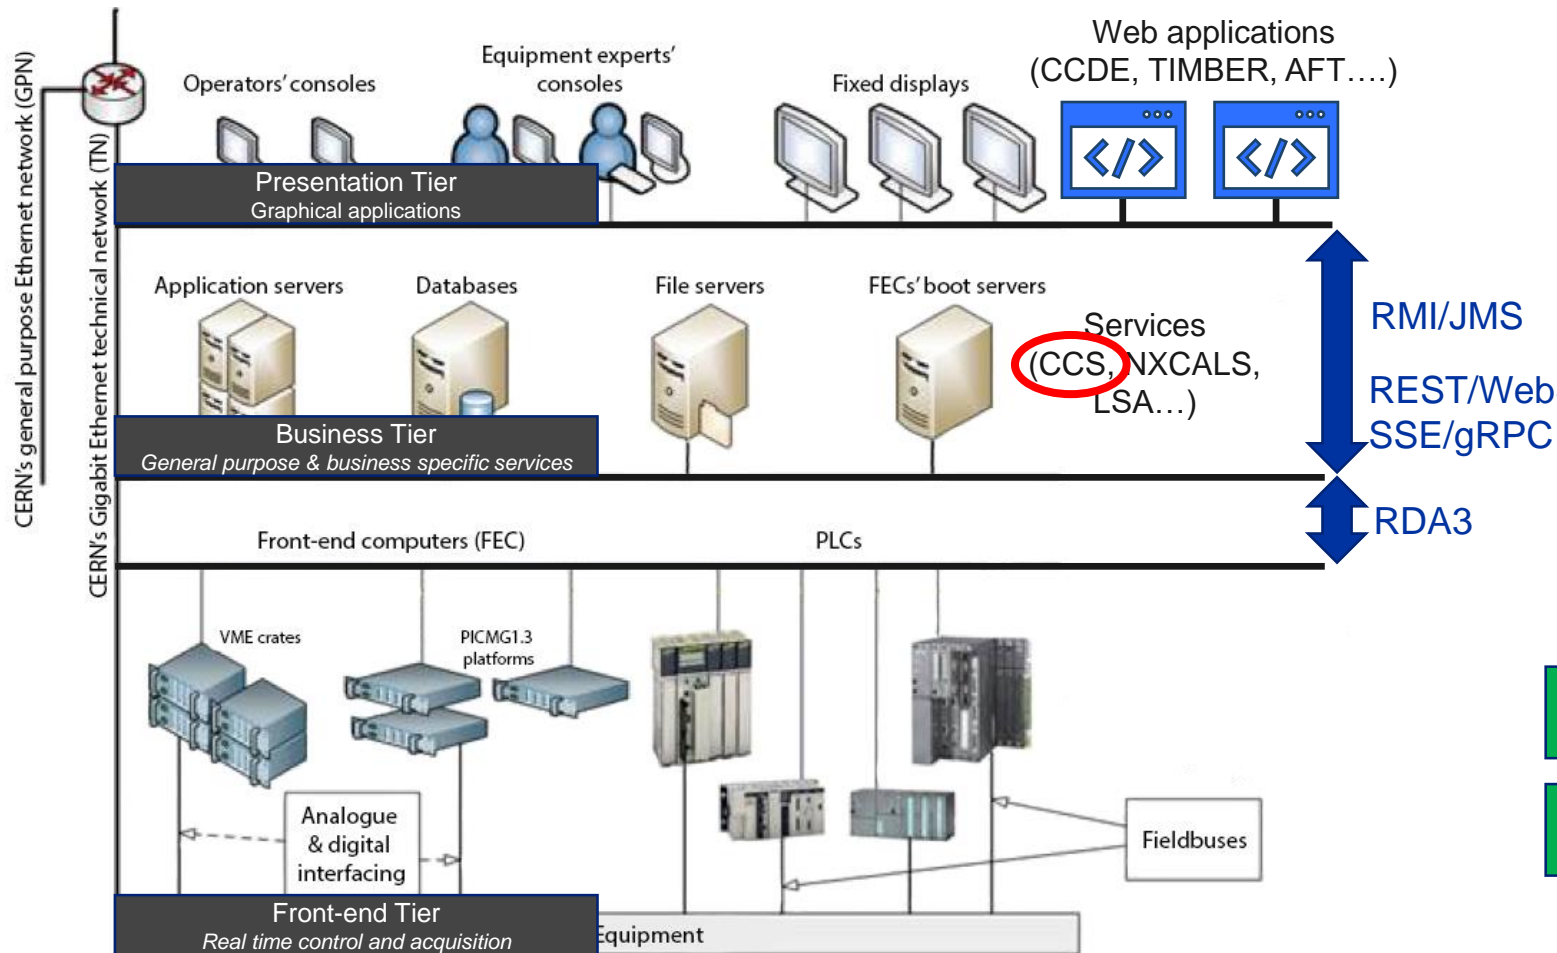 CERN's general purpose Ethernet network (GPN)
CERN's Gigabit Ethernet technical network (TN)
Operators' consoles
Equipment experts'
consoles
Fixed displays
Web applications
(CCDE, TIMBER, AFT....)
</>
</>
Presentation Tier
Graphical applications
Application servers
Databases
File servers
FECs' boot servers
Services
(CCS, NXCALS,
LSA...)
RMI/JMS
REST/Web
SSE/gRPC
Business Tier
General purpose & business specific services
RDA3
Front-end computers (FEC)
PLCs
VME crates
PICMG1.3
platforms
Analogue
& digital
interfacing
Fieldbuses
Front-end Tier
Real time control and acquisition
Equipment